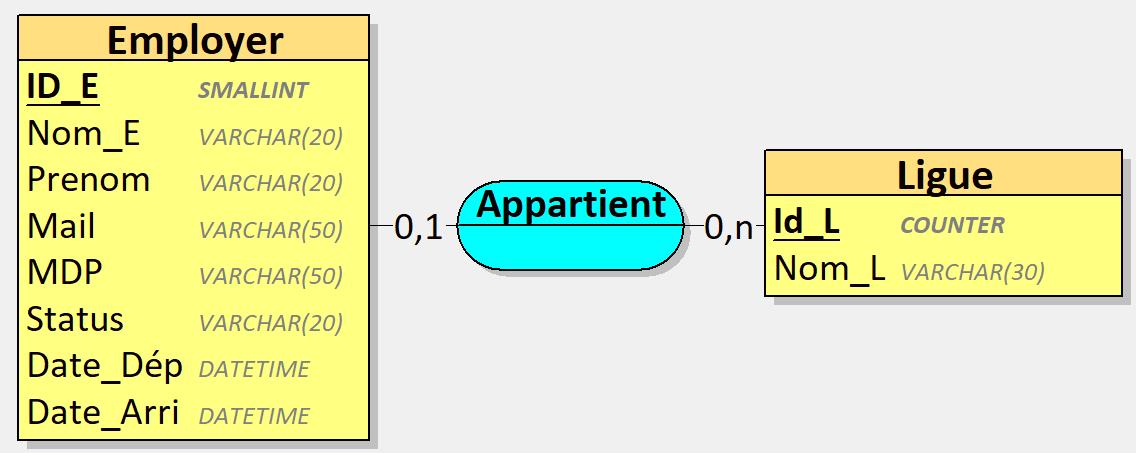 Employer
ID_E SMALLINT
Nom_E VARCHAR(20)
Prenom VARCHAR(20)
Mail VARCHAR(50)
MDP VARCHAR(50)
Status VARCHAR(20)
Date_Dép DATETIME
Date_Arri DATETIME
0,1
Appartient
0,n
Ligue
Id_L COUNTER
Nom_L VARCHAR(30)